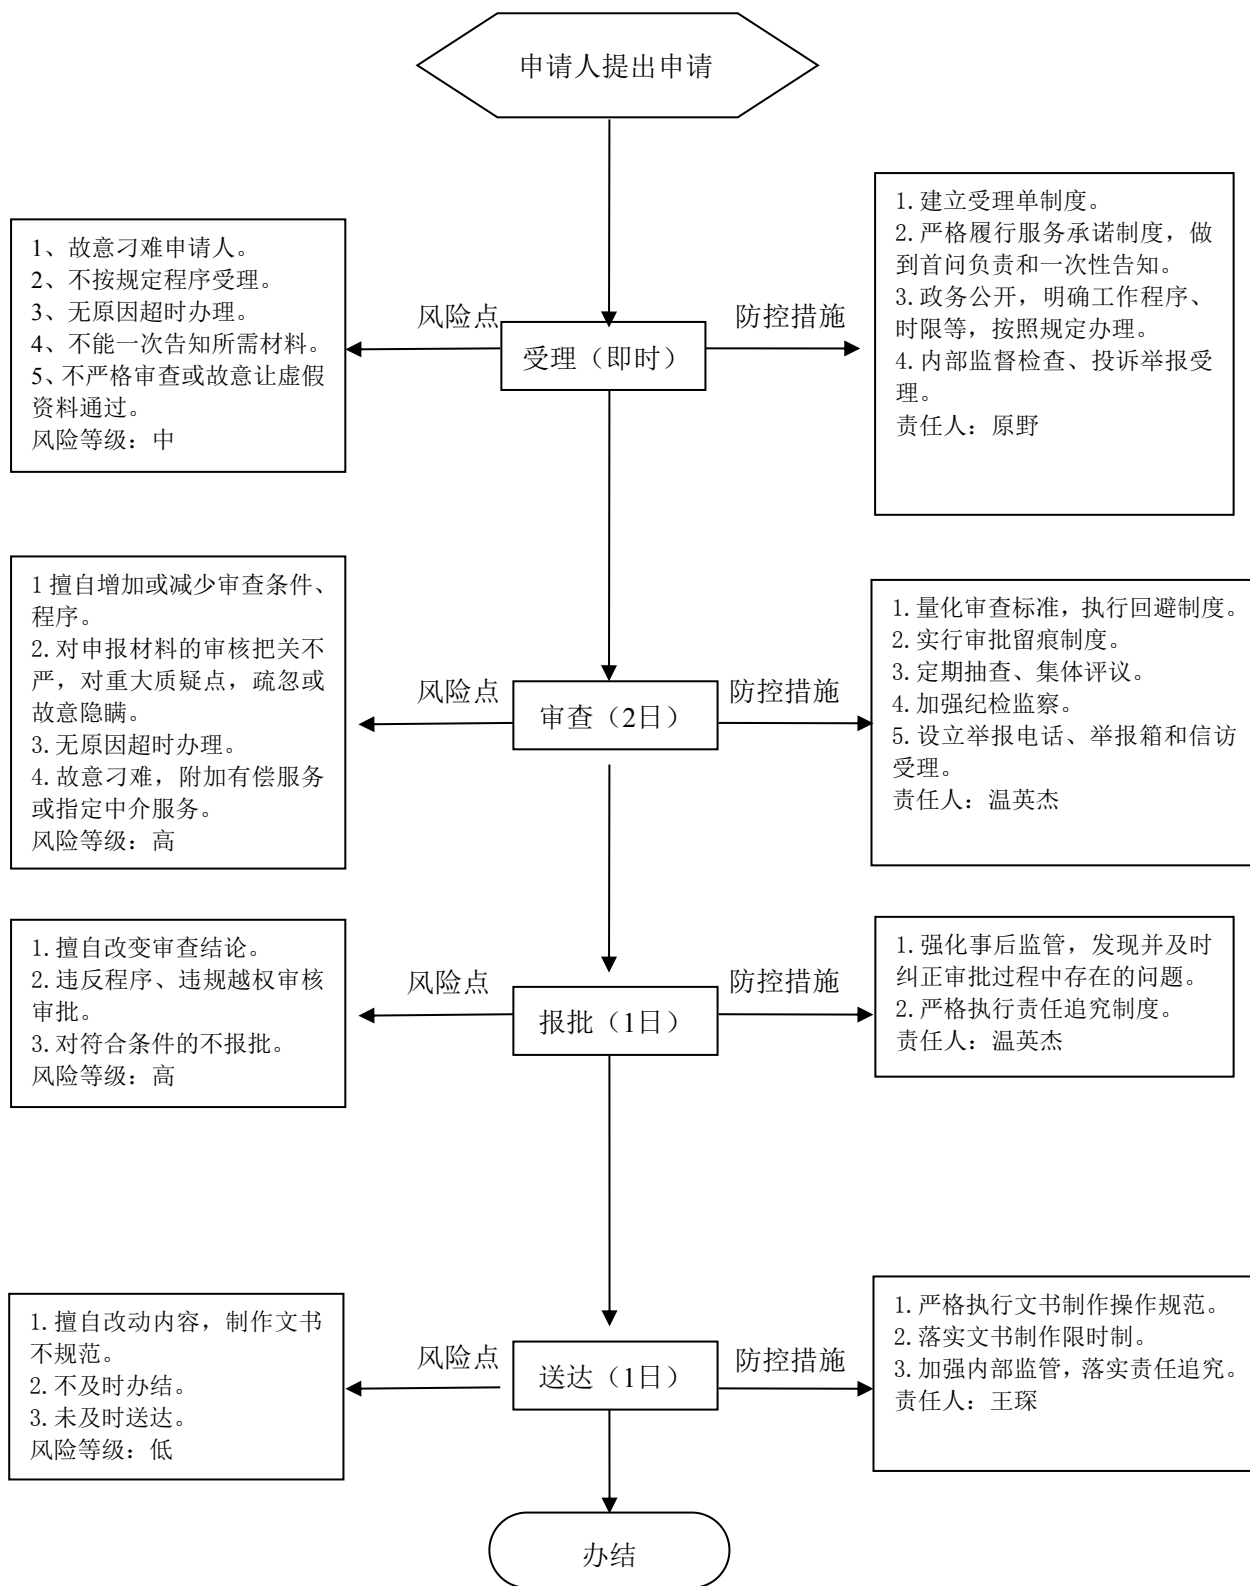 申请人提出申请
1、故意刁难申请人。
2、不按规定程序受理。
3、无原因超时办理。
4、不能一次告知所需材料。
5、不严格审查或故意让虚假
资料通过。
风险等级：中
风险点
受理（即时）
防控措施
1.建立受理单制度。
2.严格履行服务承诺制度，做
到首问负责和一次性告知。
3.政务公开，明确工作程序、
时限等，按照规定办理。
4.内部监督检查、投诉举报受
理。
责任人：原野
1 擅自增加或减少审查条件、
程序。
2.对申报材料的审核把关不
严，对重大质疑点，疏忽或
故意隐瞒。
3.无原因超时办理。
4.故意刁难，附加有偿服务
或指定中介服务。
风险等级：高
风险点
审查（2日）
防控措施
1.量化审查标准，执行回避制度。
2.实行审批留痕制度。
3.定期抽查、集体评议。
4.加强纪检监察。
5.设立举报电话、举报箱和信访
受理。
责任人：温英杰
1.擅自改变审查结论。
2.违反程序、违规越权审核
审批。
3.对符合条件的不报批。
风险等级：高
风险点
报批（1日）
防控措施
1.强化事后监管，发现并及时
纠正审批过程中存在的问题。
2.严格执行责任追究制度。
责任人：温英杰
1.擅自改动内容，制作文书
不规范。
2.不及时办结。
3.未及时送达。
风险等级：低
风险点
送达（1日）
防控措施
1.严格执行文书制作操作规范。
2.落实文书制作限时制。
3.加强内部监管，落实责任追究。
责任人：王琛
办结